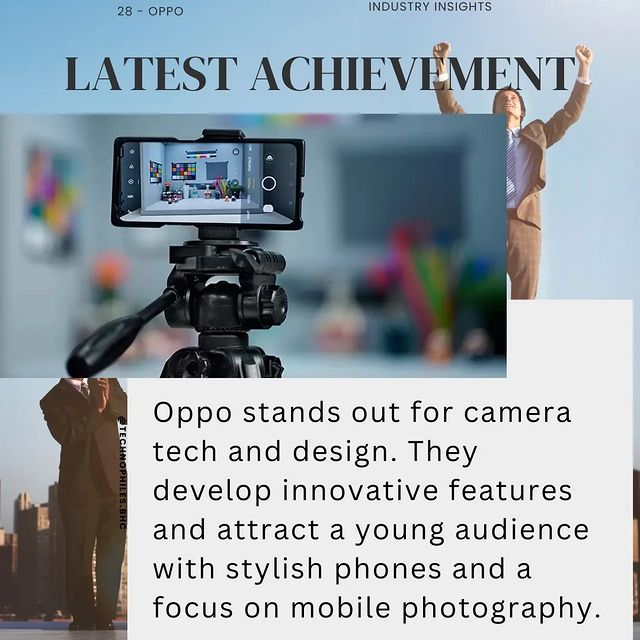 28 - OPPO
INDUSTRY INSIGHTS
LATEST ACHIEVEMENT
@TECHNOPHILES.BHC
Oppo stands out for camera
tech and design. They
develop innovative features
and attract a young audience
with stylish phones and a
focus on mobile photography.